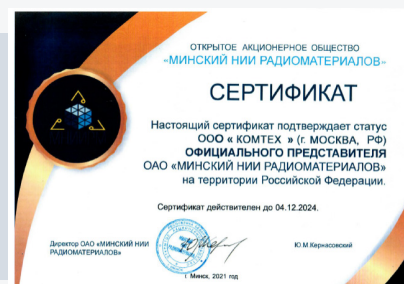 ОТКРЫТОЕ АКЦИОНЕРНОЕ ОБЩЕСТВО
«МИНСКИЙ НИИ РАДИОМАТЕРИАЛОВ»
СЕРТИФИКАТ
Настоящий сертификат подтверждает статус
ООО « КОМТЕХ » (г. МОСКВА, РФ)
ОФИЦИАЛЬНОГО ПРЕДСТАВИТЕЛЯ
ОАО «МИНСКИЙ НИИ РАДИОМАТЕРИАЛОВ»
на территории Российской Федерации.
Сертификат действителен до 04.12.2024.
Директор ОАО «МИНСКИЙ НИИ
РАДИОМАТЕРИАЛОВ»
Ю.М.Кернасовский
г. Минск, 2021 год